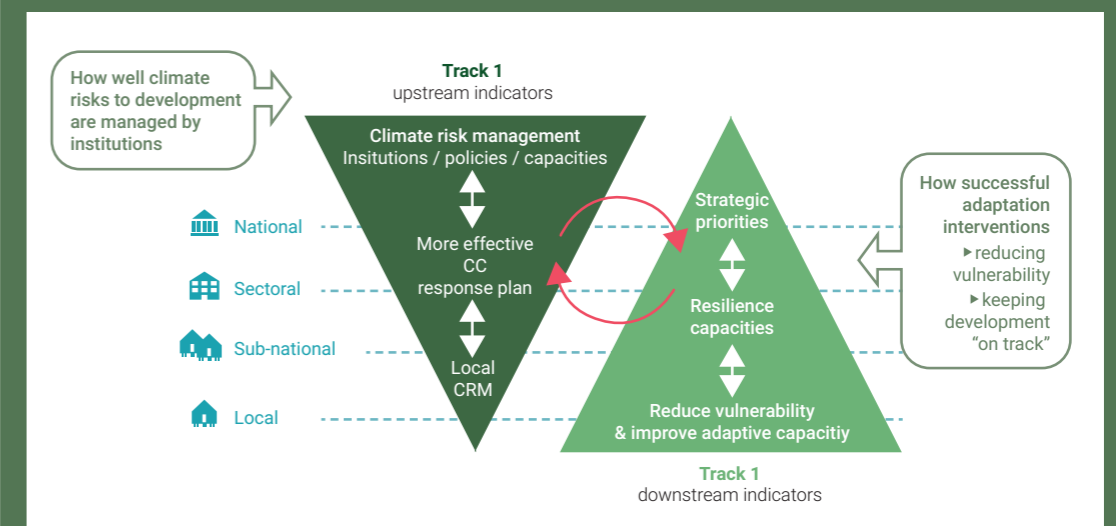 How well climate
risks to development
are managed by
institutions
Track 1
upstream indicators
Climate risk management
Insitutions / policies / capacities
More effective
CC
response plan
Local
CRM
National
Sectoral
Sub-national
Local
Strategic
priorities
Resilience
capacities
Reduce vulnerability
& improve adaptive capacitiy
Track 1
downstream indicators
How successful
adaptation
interventions
▶ reducing
vulnerability
▶ keeping
development
“on track”